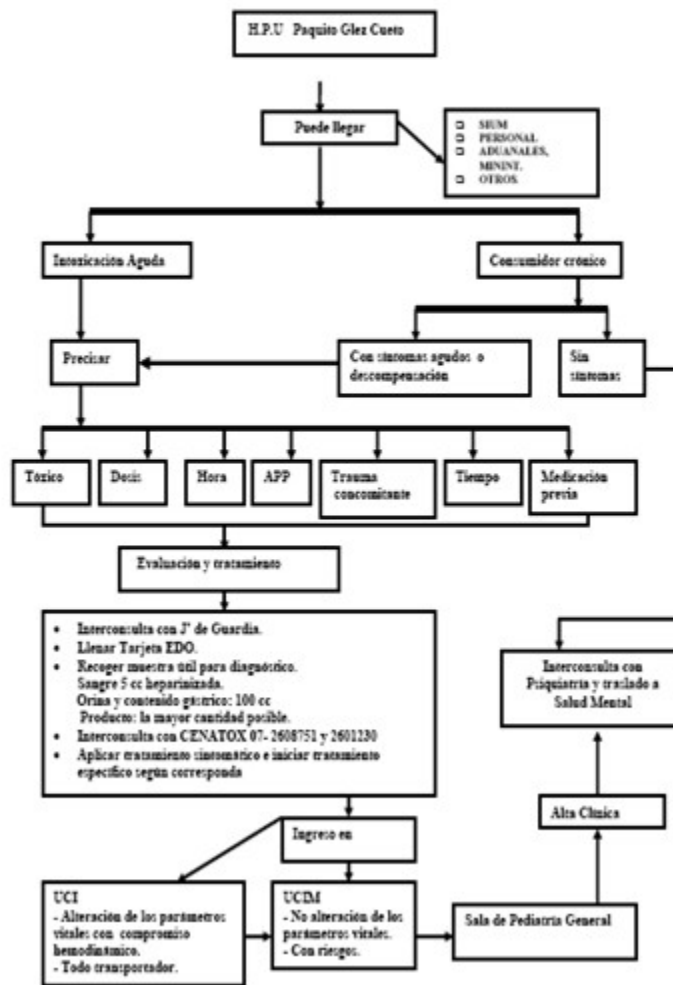 H.P.U Paquito Glez Cueto
Puede llegar
SIUM
PERSONAL
ADUANALES,
MININT.
OTROS.
Intoxicación Aguda
Consumidor crónico
Precisar
Con síntomas agudos o
descompensación
Sin
síntomas
Tóxico
Dosis
Hora
APP
Trauma
concomitante
Tiempo
Medicación
previa
Evaluación y tratamiento
• Interconsulta con J' de Guardia.
• Llenar Tarjeta EDO.
• Recoger muestra útil para diagnóstico.
Sangre 5 cc heparinizada.
Orina y contenido gástrico: 100 cc
Producto: la mayor cantidad posible.
• Interconsulta con CENATOX 07- 2608751 y 2601230
• Aplicar tratamiento sintomático e iniciar tratamiento
específico según corresponda
Interconsulta con
Psiquiatría y traslado a
Salud Mental
Alta Clínica
Ingreso en
UCI
- Alteración de los parámetros
vitales con compromiso
hemodinámico.
- Todo transportador.
UCIM
- No alteración de los
parámetros vitales.
- Con riesgos.
Sala de Pediatría General